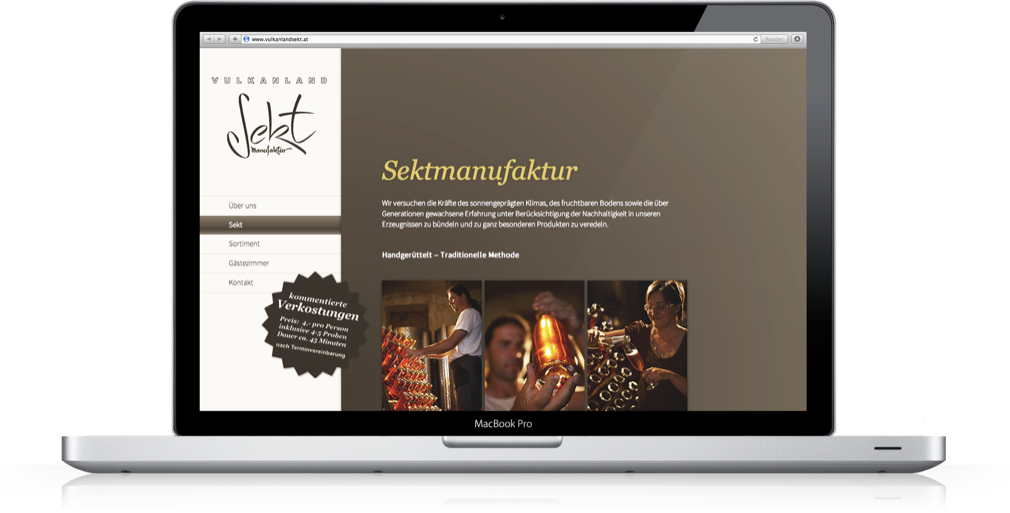 www.vulkanlandsekt.at
Reader
VULKANLAND
Sekt
manufaktur
Über uns
Sekt
Sortiment
Gästezimmer
Kontakt
kommentierte
Verkostungen
Preis: 4,- pro Person
inklusive 4-5 Proben
Dauer ca. 45 Minuten
nach Terminvereinbarung
Sektmanufaktur
Wir versuchen die Kräfte des sonnengeprägten Klimas, des fruchtbaren Bodens sowie die über
Generationen gewachsene Erfahrung unter Berücksichtigung der Nachhaltigkeit in unseren
Erzeugnissen zu bündeln und zu ganz besonderen Produkten zu veredeln.
Handgerüttelt – Traditionelle Methode
MacBook Pro